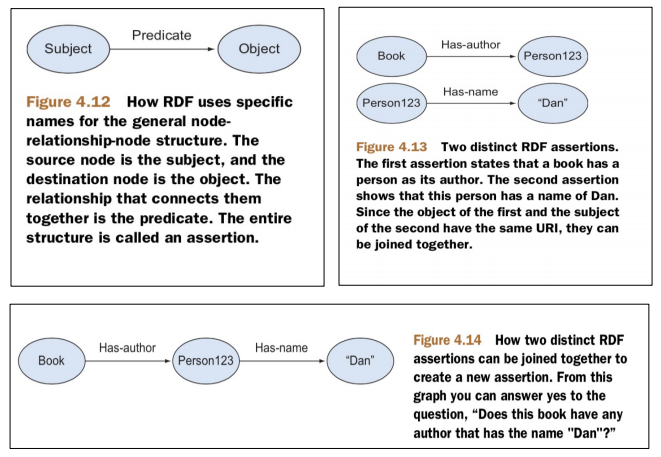 Subject
Predicate
Object
Figure 4.12 How RDF uses specific
names for the general node-
relationship-node structure. The
source node is the subject, and the
destination node is the object. The
relationship that connects them
together is the predicate. The entire
structure is called an assertion.
Book
Has-author
Person123
Person123
Has-name
“Dan”
Figure 4.13 Two distinct RDF assertions.
The first assertion states that a book has a
person as its author. The second assertion
shows that this person has a name of Dan.
Since the object of the first and the subject
of the second have the same URI, they can
be joined together.
Book
Has-author
Person123
Has-name
“Dan”
Figure 4.14 How two distinct RDF
assertions can be joined together to
create a new assertion. From this
graph you can answer yes to the
question, “Does this book have any
author that has the name "Dan"?”